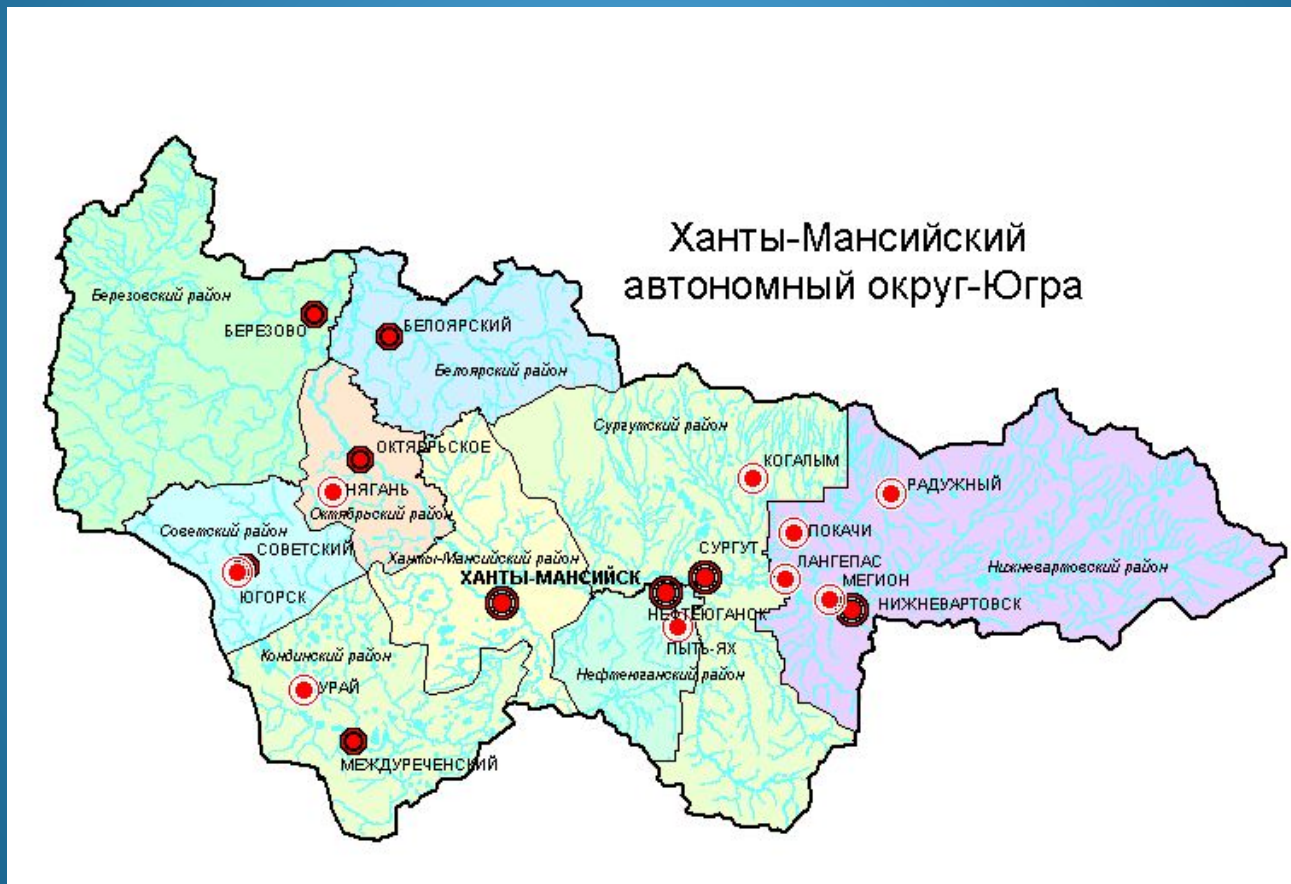 Ханты-Мансийский
автономный округ-Югра
Березовский район
БЕРЕЗОВО
БЕЛОЯРСКИЙ
Белоярский район
Сургутский район
ОКТЯБРЬСКОЕ
КОГАЛЫМ
НЯГАНЬ
РАДУЖНЫЙ
Октябрьский район
Советский район
ПОКАЧИ
СОВЕТСКИЙ
Ханты-Мансийский район
СУРГУТ
ЛАНГЕПАС
Нижневартовский район
ХАНТЫ-МАНСИЙСК
МЕГИОН
ЮГОРСК
НЕФТЕЮГАНСК
НИЖНЕВАРТОВСК
ПЫТЬ-ЯХ
Кондинский район
Нефтеюганский район
УРАЙ
МЕЖДУРЕЧЕНСКИЙ